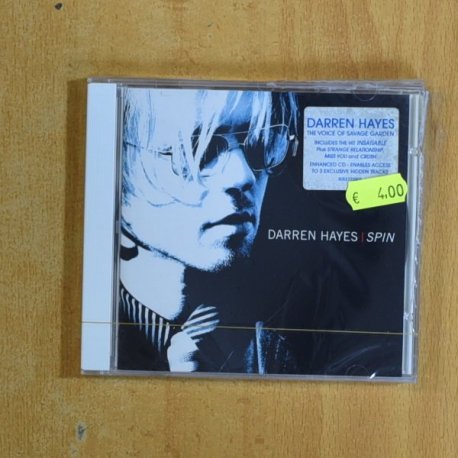 DARREN HAYES
THE VOICE OF SAVAGE GARDEN
INCLUDES THE HIT INSATIABLE
Plus STRANGE RELATIONSHIP,
MISS YOU and CRUSH
ENHANCED CD - ENABLES ACCESS
TO 3 EXCLUSIVE HIDDEN TRACKS
€ 4,00
DARREN HAYES | SPIN